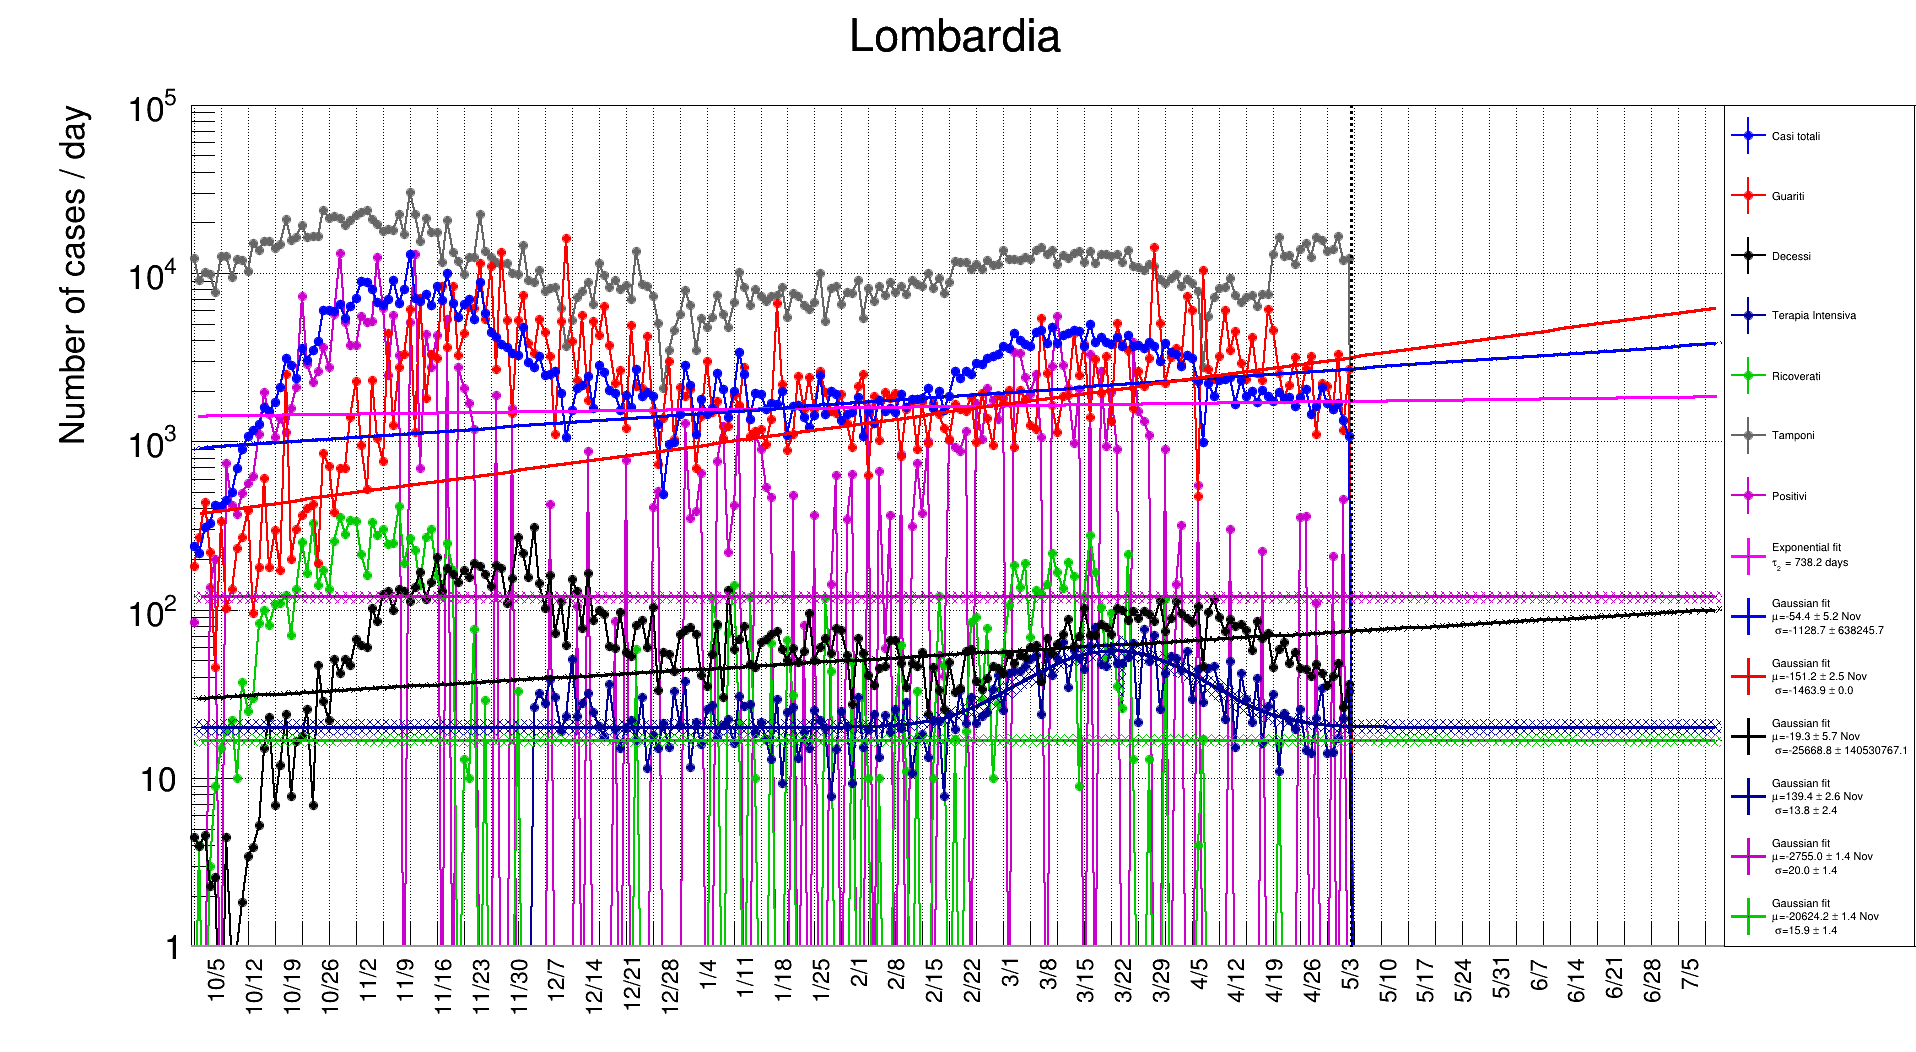 Lombardia
Number of cases / day
10^5
10^4
10^3
10^2
10
1
10/5
10/12
10/19
10/26
11/2
11/9
11/16
11/23
11/30
12/7
12/14
12/21
12/28
1/4
1/11
1/18
1/25
2/1
2/8
2/15
2/22
3/1
3/8
3/15
3/22
3/29
4/5
4/12
4/19
4/26
5/3
5/10
5/17
5/24
5/31
6/7
6/14
6/21
6/28
7/5
Casi totali
Guariti
Decessi
Terapia Intensiva
Ricoverati
Tamponi
Positivi
Exponential fit
τ₂ = 738.2 days
Gaussian fit
μ=-54.4 ± 5.2 Nov
σ=-1128.7 ± 638245.7
Gaussian fit
μ=-151.2 ± 2.5 Nov
σ=-1463.9 ± 0.0
Gaussian fit
μ=-19.3 ± 5.7 Nov
σ=-25668.8 ± 140530767.1
Gaussian fit
μ=139.4 ± 2.6 Nov
σ=13.8 ± 2.4
Gaussian fit
μ=-2755.0 ± 1.4 Nov
σ=20.0 ± 1.4
Gaussian fit
μ=-20624.2 ± 1.4 Nov
σ=15.9 ± 1.4